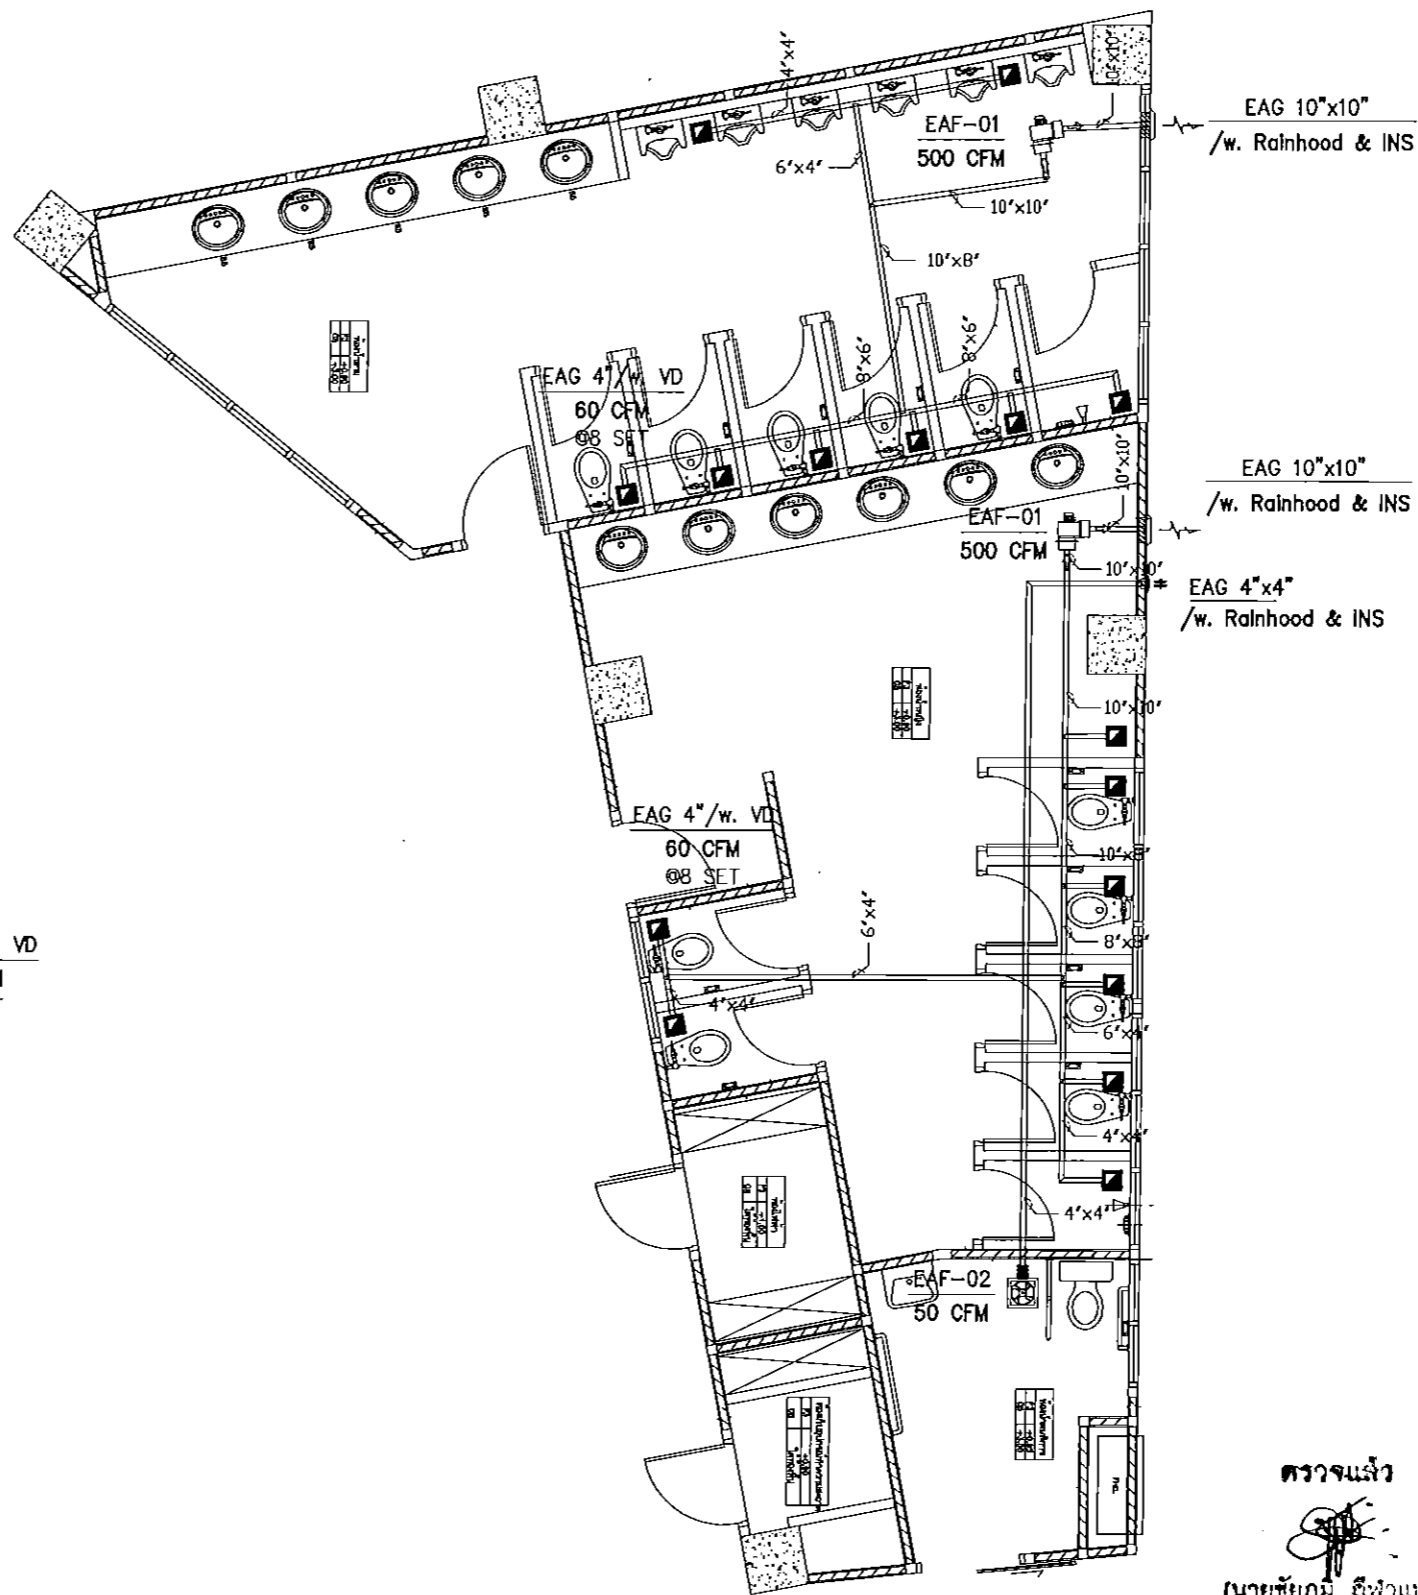 4"x4"
10"x10"
EAG 10"x10"
/w. Rainhood & INS
EAF-01
500 CFM
6"x4"
10"x10"
10"x8"
8"x6"
8"x6"
EAG 4"/w. VD
60 CFM
@8 SET
10"x10"
EAG 10"x10"
/w. Rainhood & INS
EAF-01
500 CFM
10"x10"
EAG 4"x4"
/w. Rainhood & INS
10"x10"
EAG 4"/w. VD
60 CFM
@8 SET
10"x8"
6"x4"
8"x8"
VD
4"x4"
6"x4"
4"x4"
4"x4"
EAF-02
50 CFM
ตรวจแล้ว